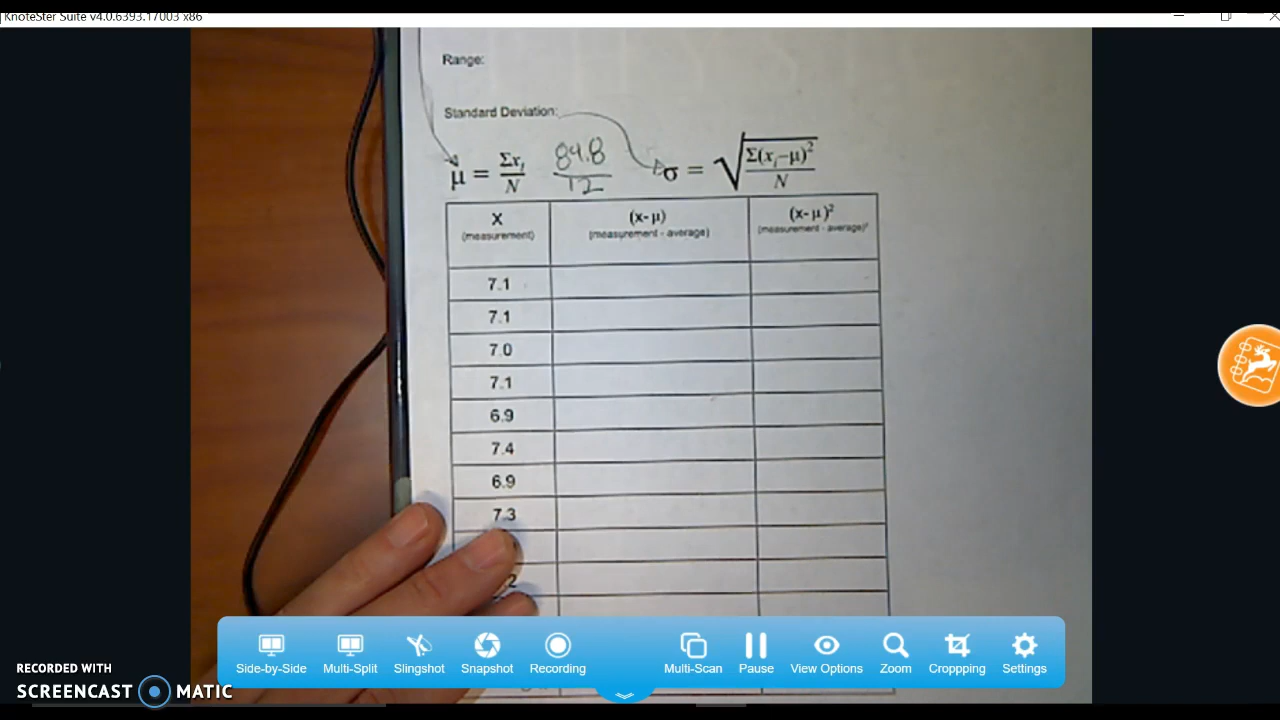 KnoteSter Suite v4.0.6393.17003 x86
Range:
Standard Deviation:
μ = Σxᵢ/N 84.8/12 σ = √(Σ(xᵢ–μ)²/N)
X (x- μ) (x- μ)²
(measurement) (measurement - average) (measurement - average)²
7.1
7.1
7.0
7.1
6.9
7.4
6.9
7.3
2
Side-by-Side Multi-Split Slingshot Snapshot Recording Multi-Scan Pause View Options Zoom Croppping Settings
RECORDED WITH
SCREENCAST MATIC